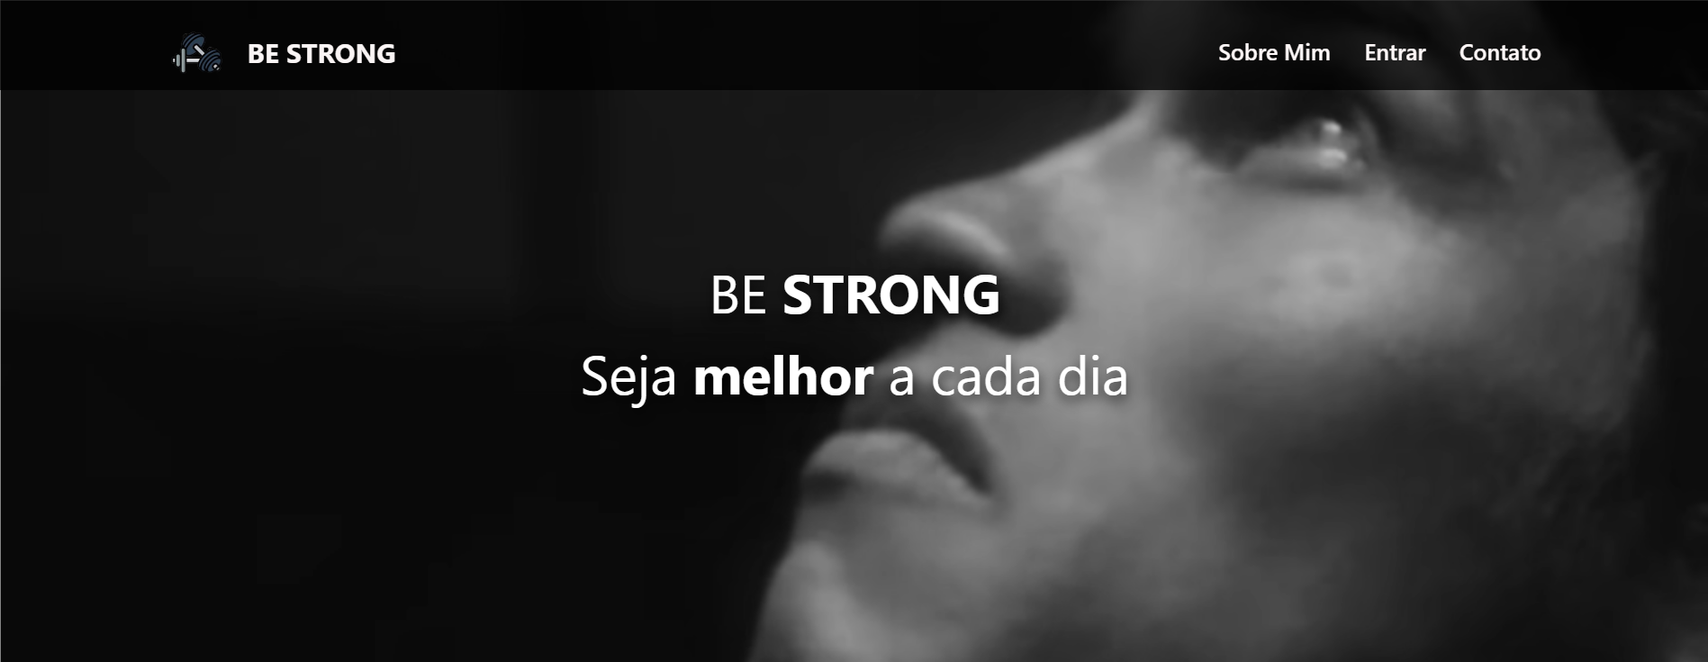 BE STRONG
Sobre Mim Entrar Contato
BE STRONG
Seja melhor a cada dia